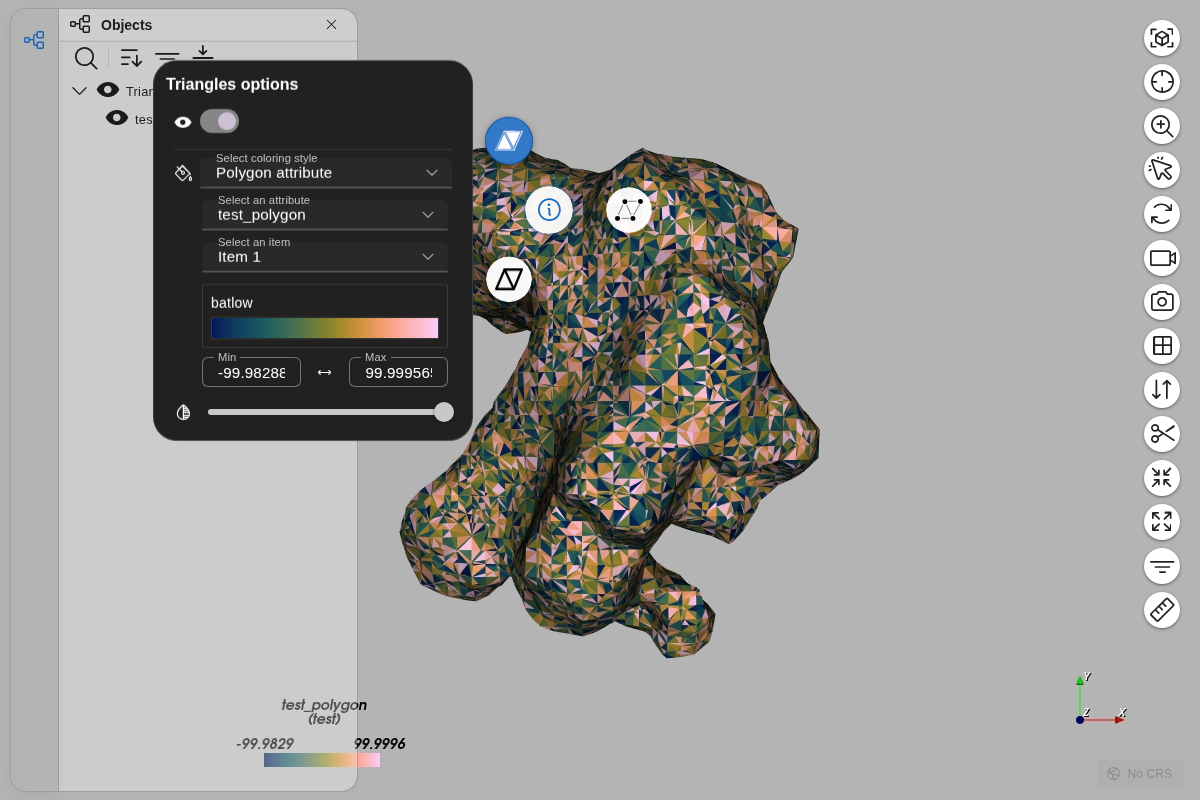 Objects
Trian
tes
Triangles options
Select coloring style
Polygon attribute
Select an attribute
test_polygon
Select an item
Item 1
batlow
Min
Max
-99.98288
99.999565
test_polygon
(test)
-99.9829
99.9996
Y
Z
X
No CRS